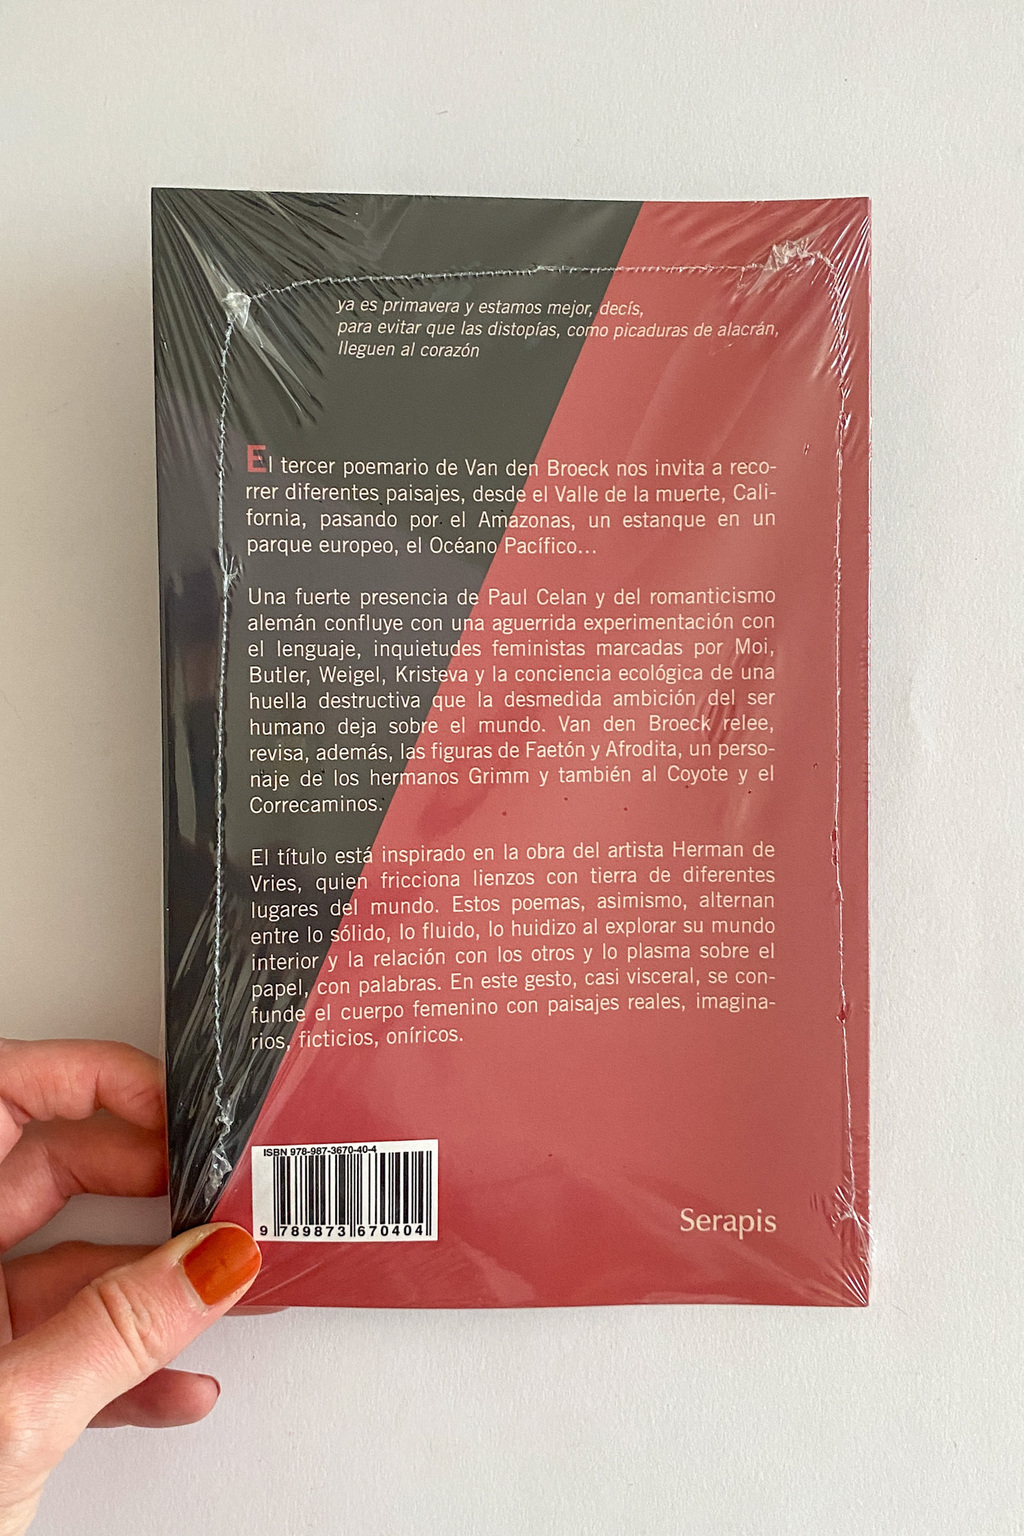 ya es primavera y estamos mejor, decís,
para evitar que las distopías, como picaduras de alacrán,
lleguen al corazón
El tercer poemario de Van den Broeck nos invita a reco-
rrer diferentes paisajes, desde el Valle de la muerte, Cali-
fornia, pasando por el Amazonas, un estanque en un
parque europeo, el Océano Pacífico...
Una fuerte presencia de Paul Celan y del romanticismo
alemán confluye con una aguerrida experimentación con
el lenguaje, inquietudes feministas marcadas por Moi,
Butler, Weigel, Kristeva y la conciencia ecológica de una
huella destructiva que la desmedida ambición del ser
humano deja sobre el mundo. Van den Broeck relee,
revisa, además, las figuras de Faetón y Afrodita, un perso-
naje de los hermanos Grimm y también al Coyote y el
Correcaminos.
El título está inspirado en la obra del artista Herman de
Vries, quien fricciona lienzos con tierra de diferentes
lugares del mundo. Estos poemas, asimismo, alternan
entre lo sólido, lo fluido, lo huidizo al explorar su mundo
interior y la relación con los otros y lo plasma sobre el
papel, con palabras. En este gesto, casi visceral, se con-
funde el cuerpo femenino con paisajes reales, imagina-
rios, ficticios, oníricos.
ISBN 978-987-3670-40-4
9 789873 670404
Serapis